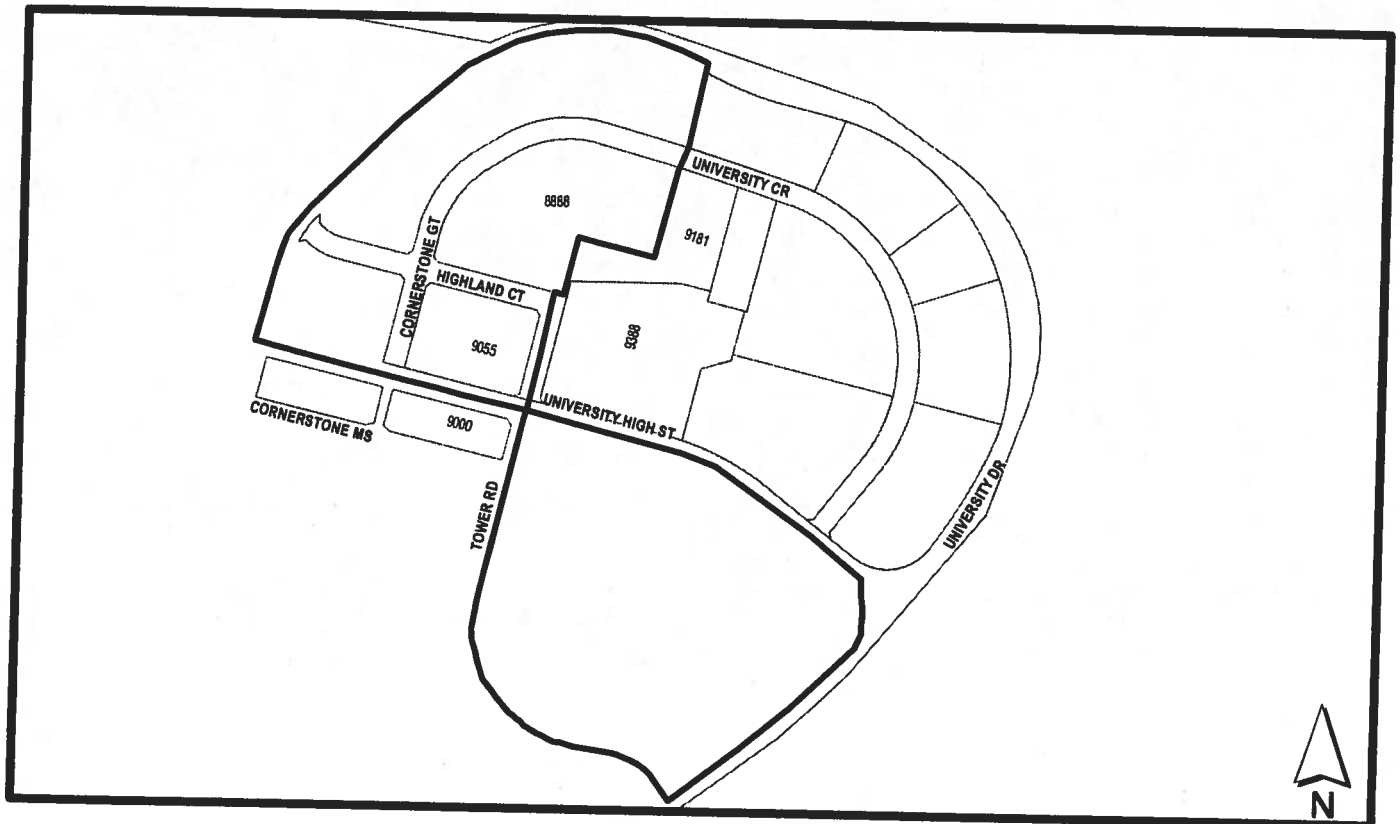 UNIVERSITY CR
8888
9181
CORNERSTONE GT
HIGHLAND CT
9055
9388
UNIVERSITY HIGH ST
CORNERSTONE MS
9000
TOWER RD
UNIVERSITY DR
N